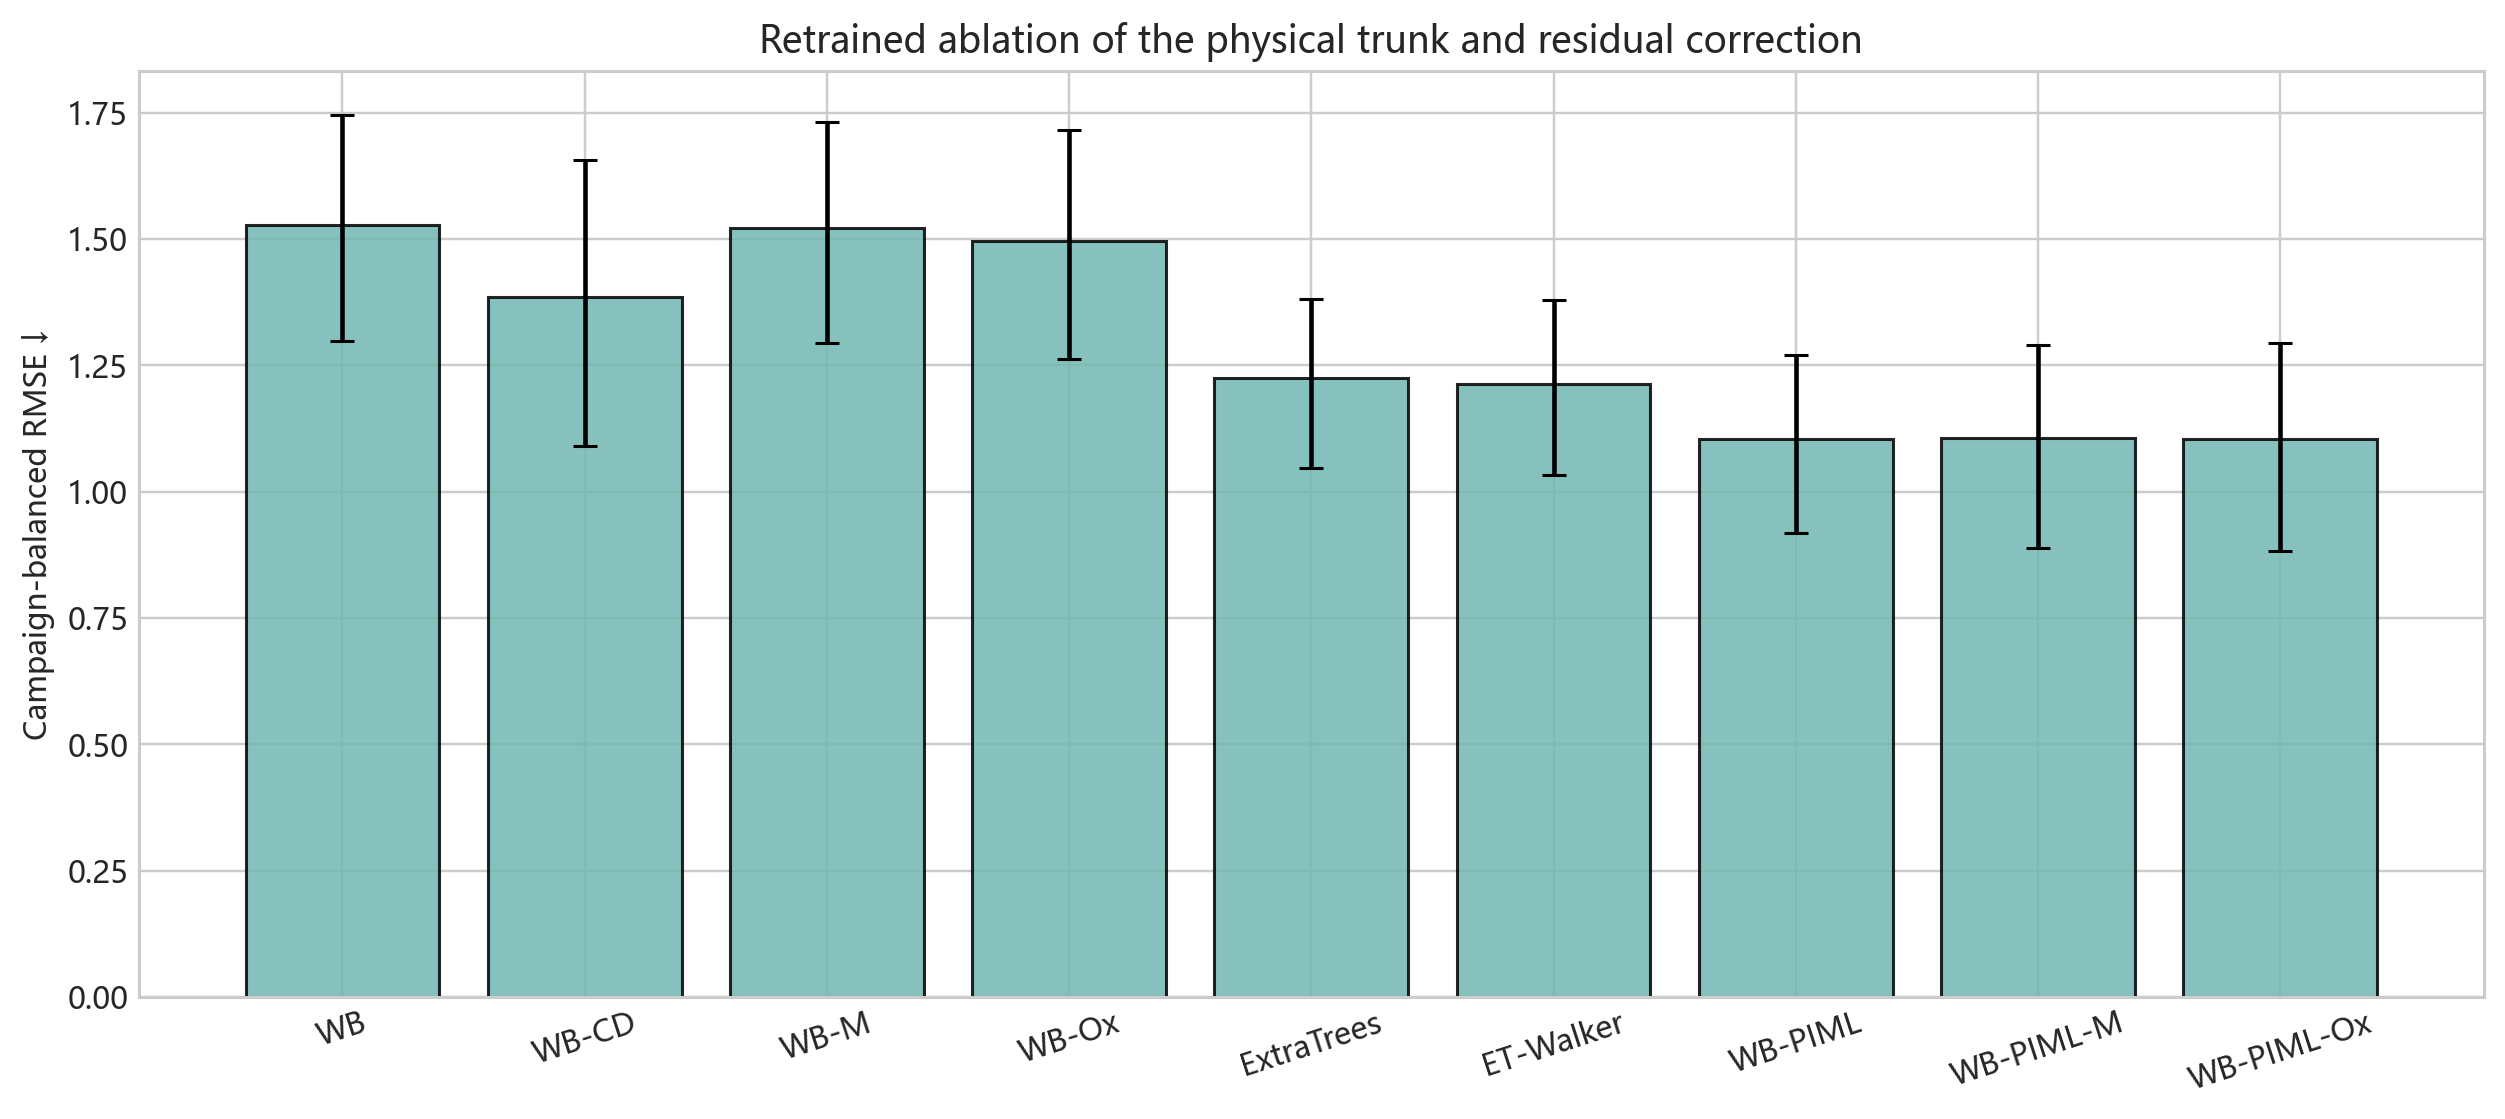 Retrained ablation of the physical trunk and residual correction
Campaign-balanced RMSE ↓
1.75
1.50
1.25
1.00
0.75
0.50
0.25
0.00
WB
WB-CD
WB-M
WB-Ox
ExtraTrees
ET-Walker
WB-PIML
WB-PIML-M
WB-PIML-Ox